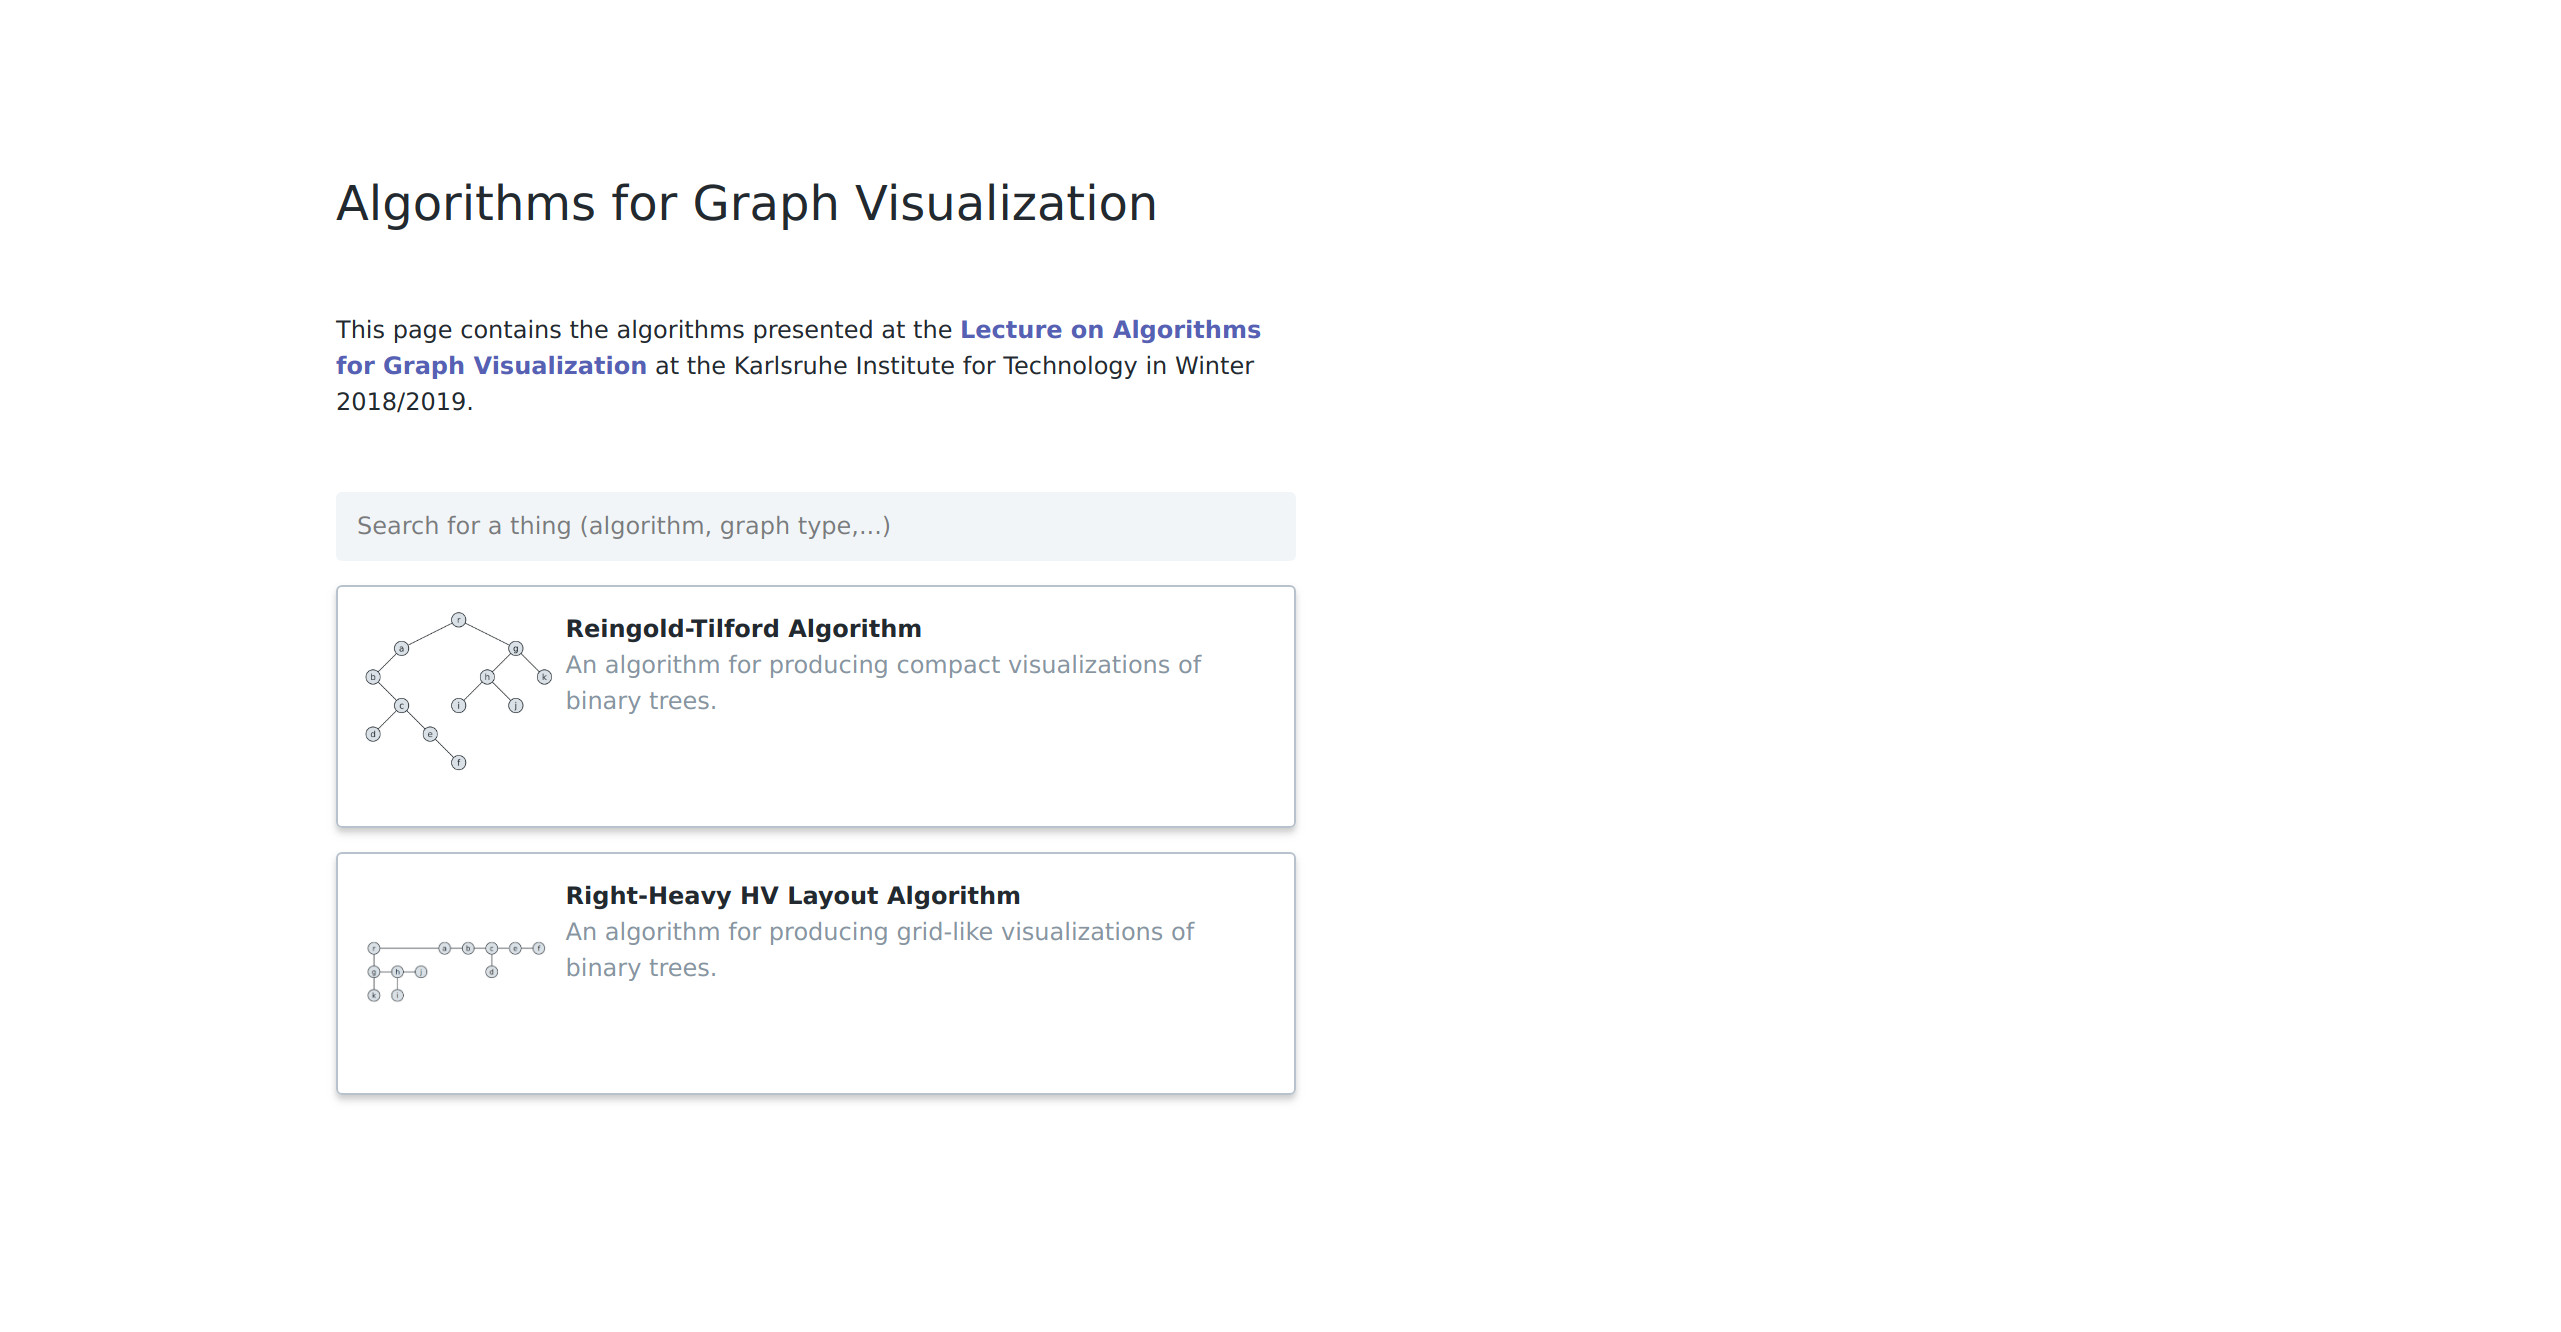 Algorithms for Graph Visualization
This page contains the algorithms presented at the Lecture on Algorithms
for Graph Visualization at the Karlsruhe Institute for Technology in Winter
2018/2019.
Search for a thing (algorithm, graph type,...)
r
a g
b h k
c i j
d e
f
Reingold-Tilford Algorithm
An algorithm for producing compact visualizations of
binary trees.
r a b c e f
g h j d
k i
Right-Heavy HV Layout Algorithm
An algorithm for producing grid-like visualizations of
binary trees.